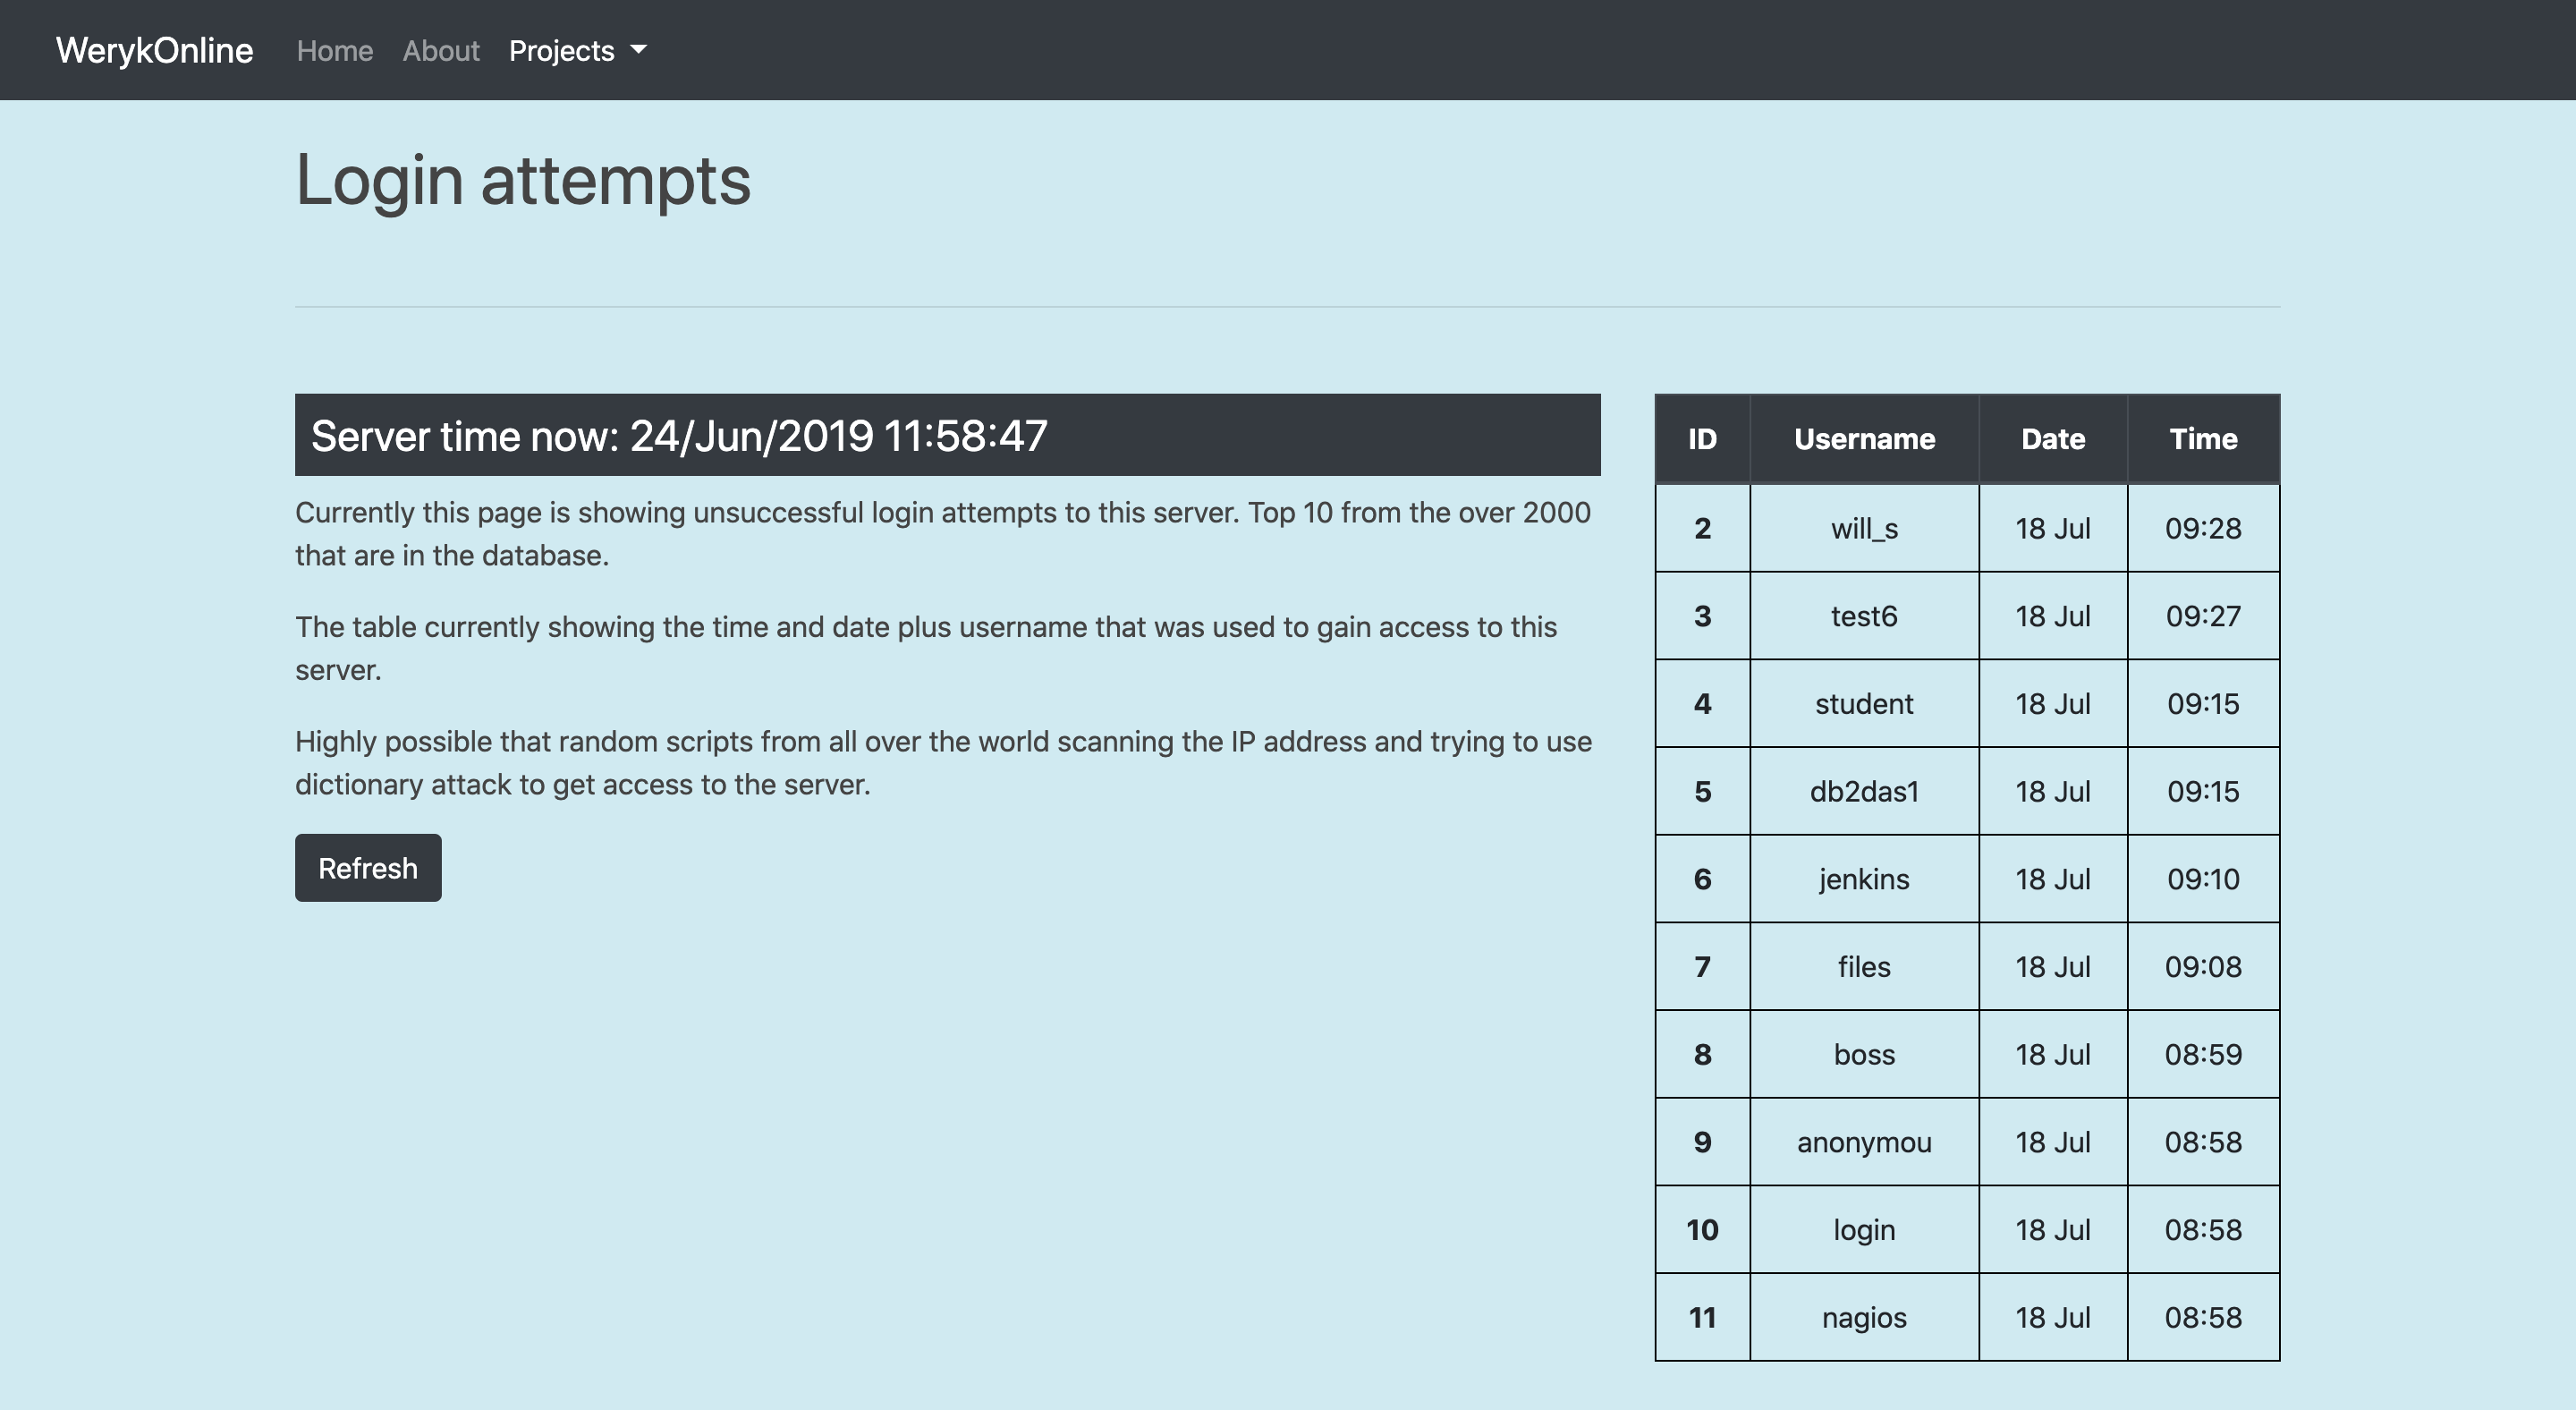 WerykOnline Home About Projects
Login attempts
Server time now: 24/Jun/2019 11:58:47
Currently this page is showing unsuccessful login attempts to this server. Top 10 from the over 2000
that are in the database.
The table currently showing the time and date plus username that was used to gain access to this
server.
Highly possible that random scripts from all over the world scanning the IP address and trying to use
dictionary attack to get access to the server.
Refresh
ID Username Date Time
2 will_s 18 Jul 09:28
3 test6 18 Jul 09:27
4 student 18 Jul 09:15
5 db2das1 18 Jul 09:15
6 jenkins 18 Jul 09:10
7 files 18 Jul 09:08
8 boss 18 Jul 08:59
9 anonymou 18 Jul 08:58
10 login 18 Jul 08:58
11 nagios 18 Jul 08:58